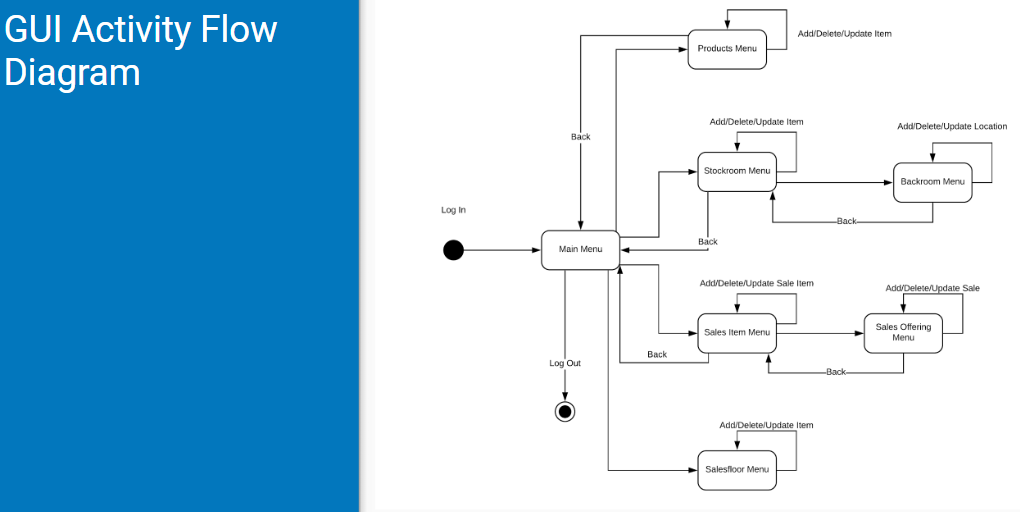 GUI Activity Flow
Diagram
Add/Delete/Update Item
Products Menu
Back
Add/Delete/Update Item
Add/Delete/Update Location
Stockroom Menu
Backroom Menu
Back
Log In
Back
Main Menu
Add/Delete/Update Sale Item
Add/Delete/Update Sale
Sales Item Menu
Sales Offering
Menu
Back
Back
Log Out
Add/Delete/Update Item
Salesfloor Menu